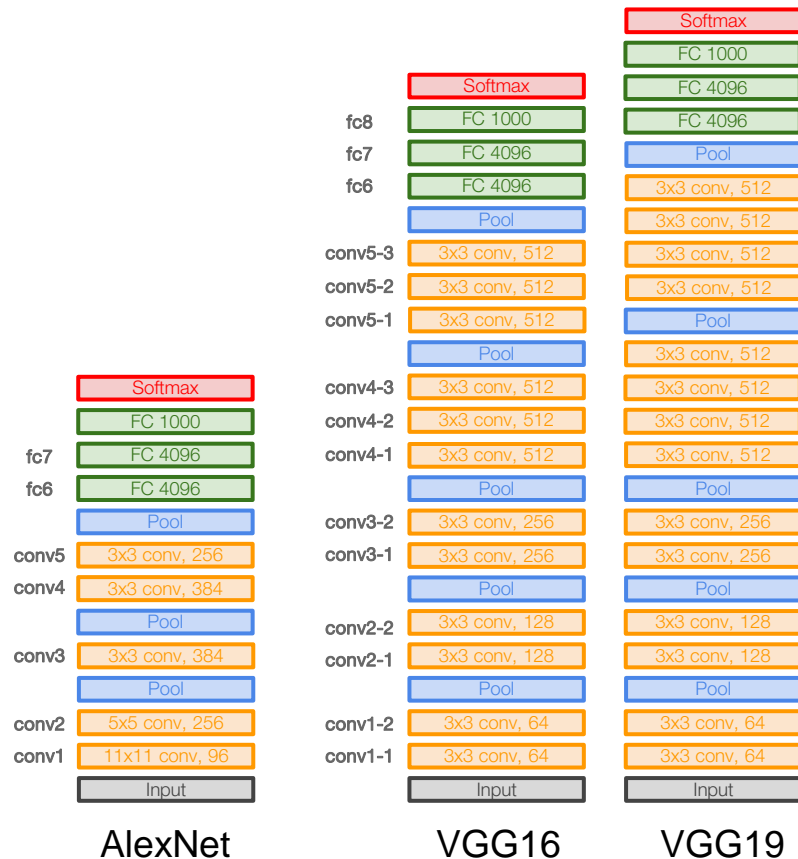 Softmax
FC 1000
FC 4096
FC 4096
Pool
3x3 conv, 512
3x3 conv, 512
3x3 conv, 512
3x3 conv, 512
Pool
3x3 conv, 512
3x3 conv, 512
3x3 conv, 512
3x3 conv, 512
Pool
3x3 conv, 256
3x3 conv, 256
Pool
3x3 conv, 128
3x3 conv, 128
Pool
3x3 conv, 64
3x3 conv, 64
Input
VGG19
Softmax
fc8 FC 1000
fc7 FC 4096
fc6 FC 4096
Pool
conv5-3 3x3 conv, 512
conv5-2 3x3 conv, 512
conv5-1 3x3 conv, 512
Pool
conv4-3 3x3 conv, 512
conv4-2 3x3 conv, 512
conv4-1 3x3 conv, 512
Pool
conv3-2 3x3 conv, 256
conv3-1 3x3 conv, 256
Pool
conv2-2 3x3 conv, 128
conv2-1 3x3 conv, 128
Pool
conv1-2 3x3 conv, 64
conv1-1 3x3 conv, 64
Input
VGG16
Softmax
FC 1000
fc7 FC 4096
fc6 FC 4096
Pool
conv5 3x3 conv, 256
conv4 3x3 conv, 384
Pool
conv3 3x3 conv, 384
Pool
conv2 5x5 conv, 256
conv1 11x11 conv, 96
Input
AlexNet